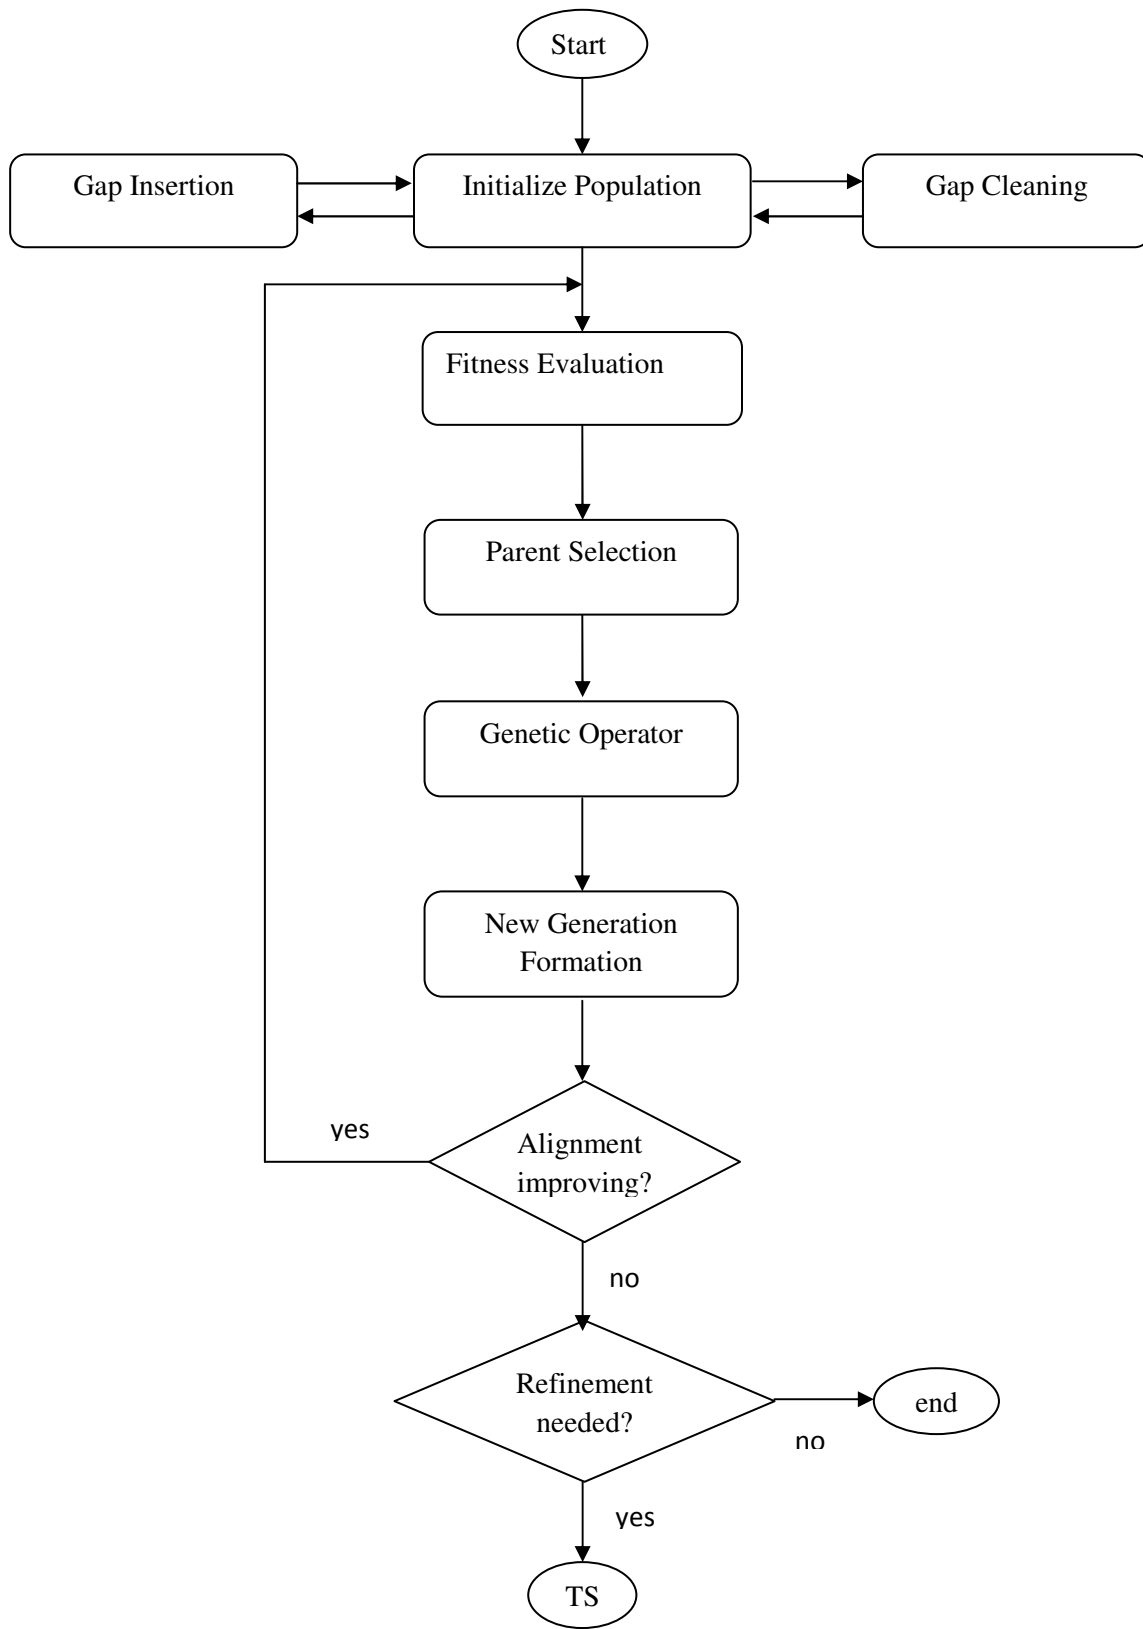 Start
Gap Insertion
Initialize Population
Gap Cleaning
Fitness Evaluation
Parent Selection
Genetic Operator
New Generation
Formation
yes
Alignment
improving?
no
Refinement
needed?
end
no
yes
TS